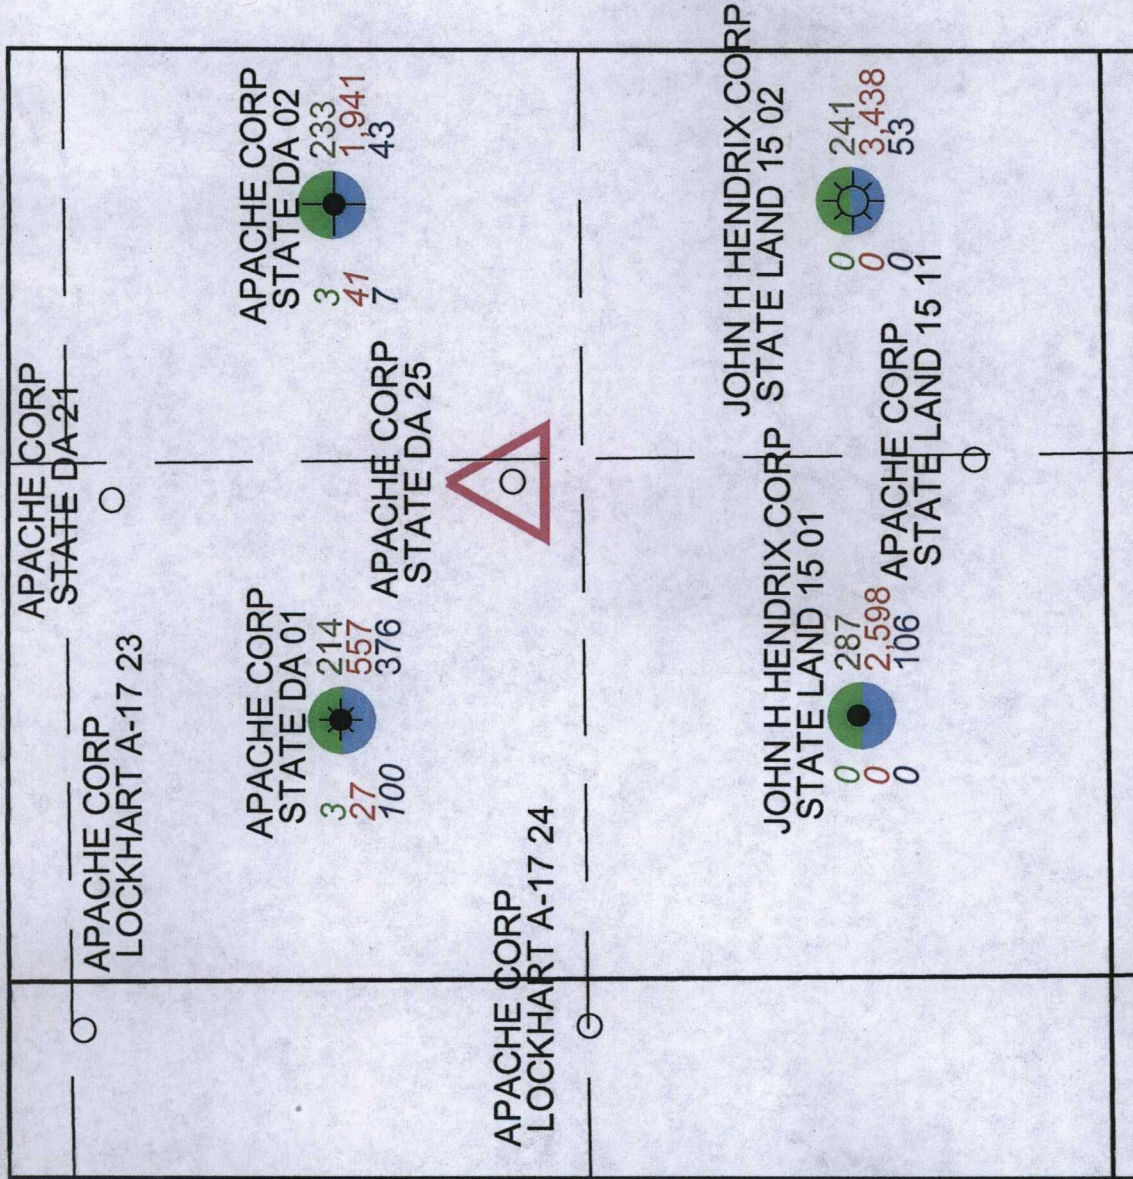 APACHE CORP
STATE DA 21
APACHE CORP
LOCKHART A-17 23
APACHE CORP
STATE DA 01
3
27
100
214
557
376
APACHE CORP
STATE DA 02
3
41
7
233
1,941
43
APACHE CORP
STATE DA 25
APACHE CORP
LOCKHART A-17 24
JOHN H HENDRIX CORP
STATE LAND 15 01
0
0
0
287
2,598
106
JOHN H HENDRIX CORP
STATE LAND 15 02
0
0
0
241
3,438
53
APACHE CORP
STATE LAND 15 11